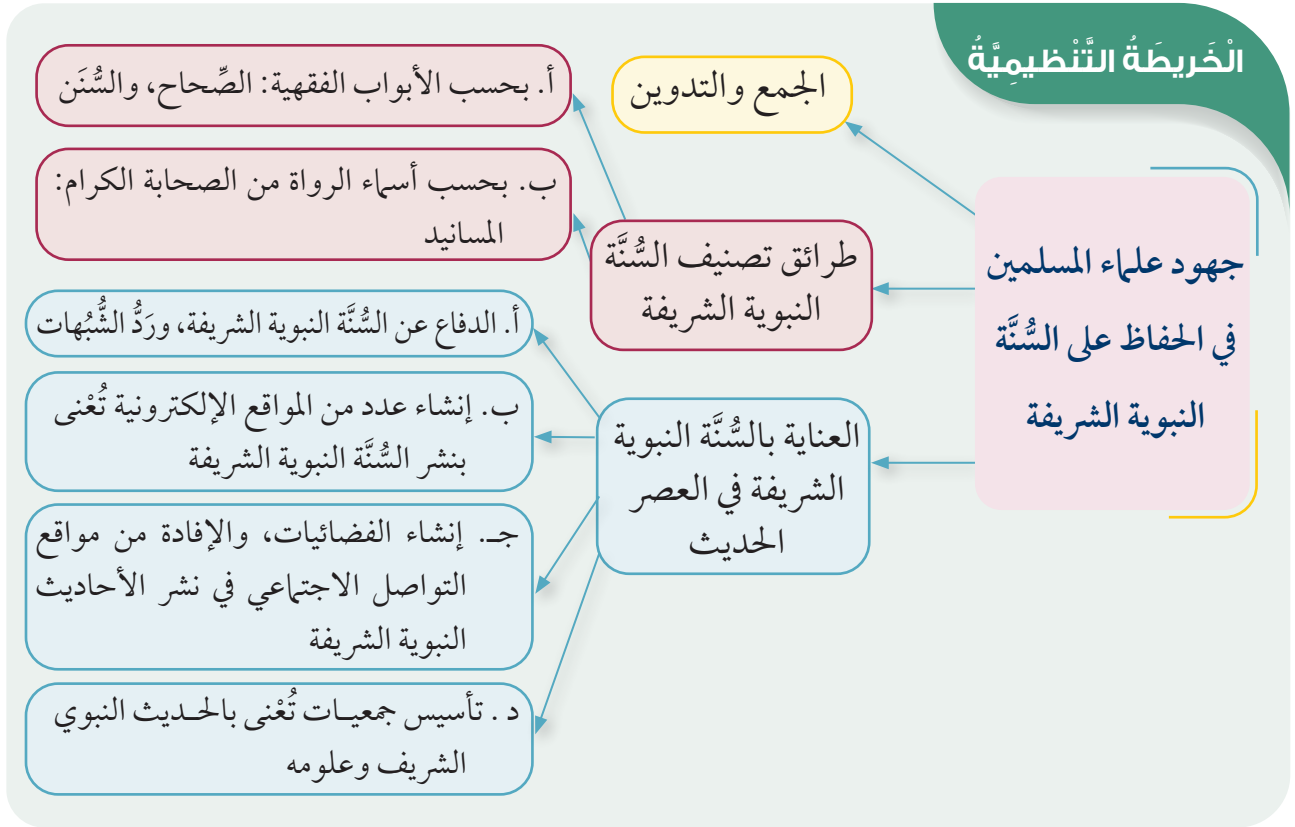 الْخَريطَةُ التَّنْظيمِيَّةُ
جهود علماء المسلمين
في الحفاظ على السُّنَّة
النبوية الشريفة
الجمع والتدوين
طرائق تصنيف السُّنَّة
النبوية الشريفة
أ. بحسب الأبواب الفقهية: الصِّحاح، والسُّنَن
ب. بحسب أسماء الرواة من الصحابة الكرام:
المسانيد
العناية بالسُّنَّة النبوية
الشريفة في العصر
الحديث
أ. الدفاع عن السُّنَّة النبوية الشريفة، ورَدُّ الشُّبُهات
ب. إنشاء عدد من المواقع الإلكترونية تُعْنى
بنشر السُّنَّة النبوية الشريفة
جـ. إنشاء الفضائيات، والإفادة من مواقع
التواصل الاجتماعي في نشر الأحاديث
النبوية الشريفة
د . تأسيس جمعيـات تُعْنى بالحـديث النبوي
الشريف وعلومه